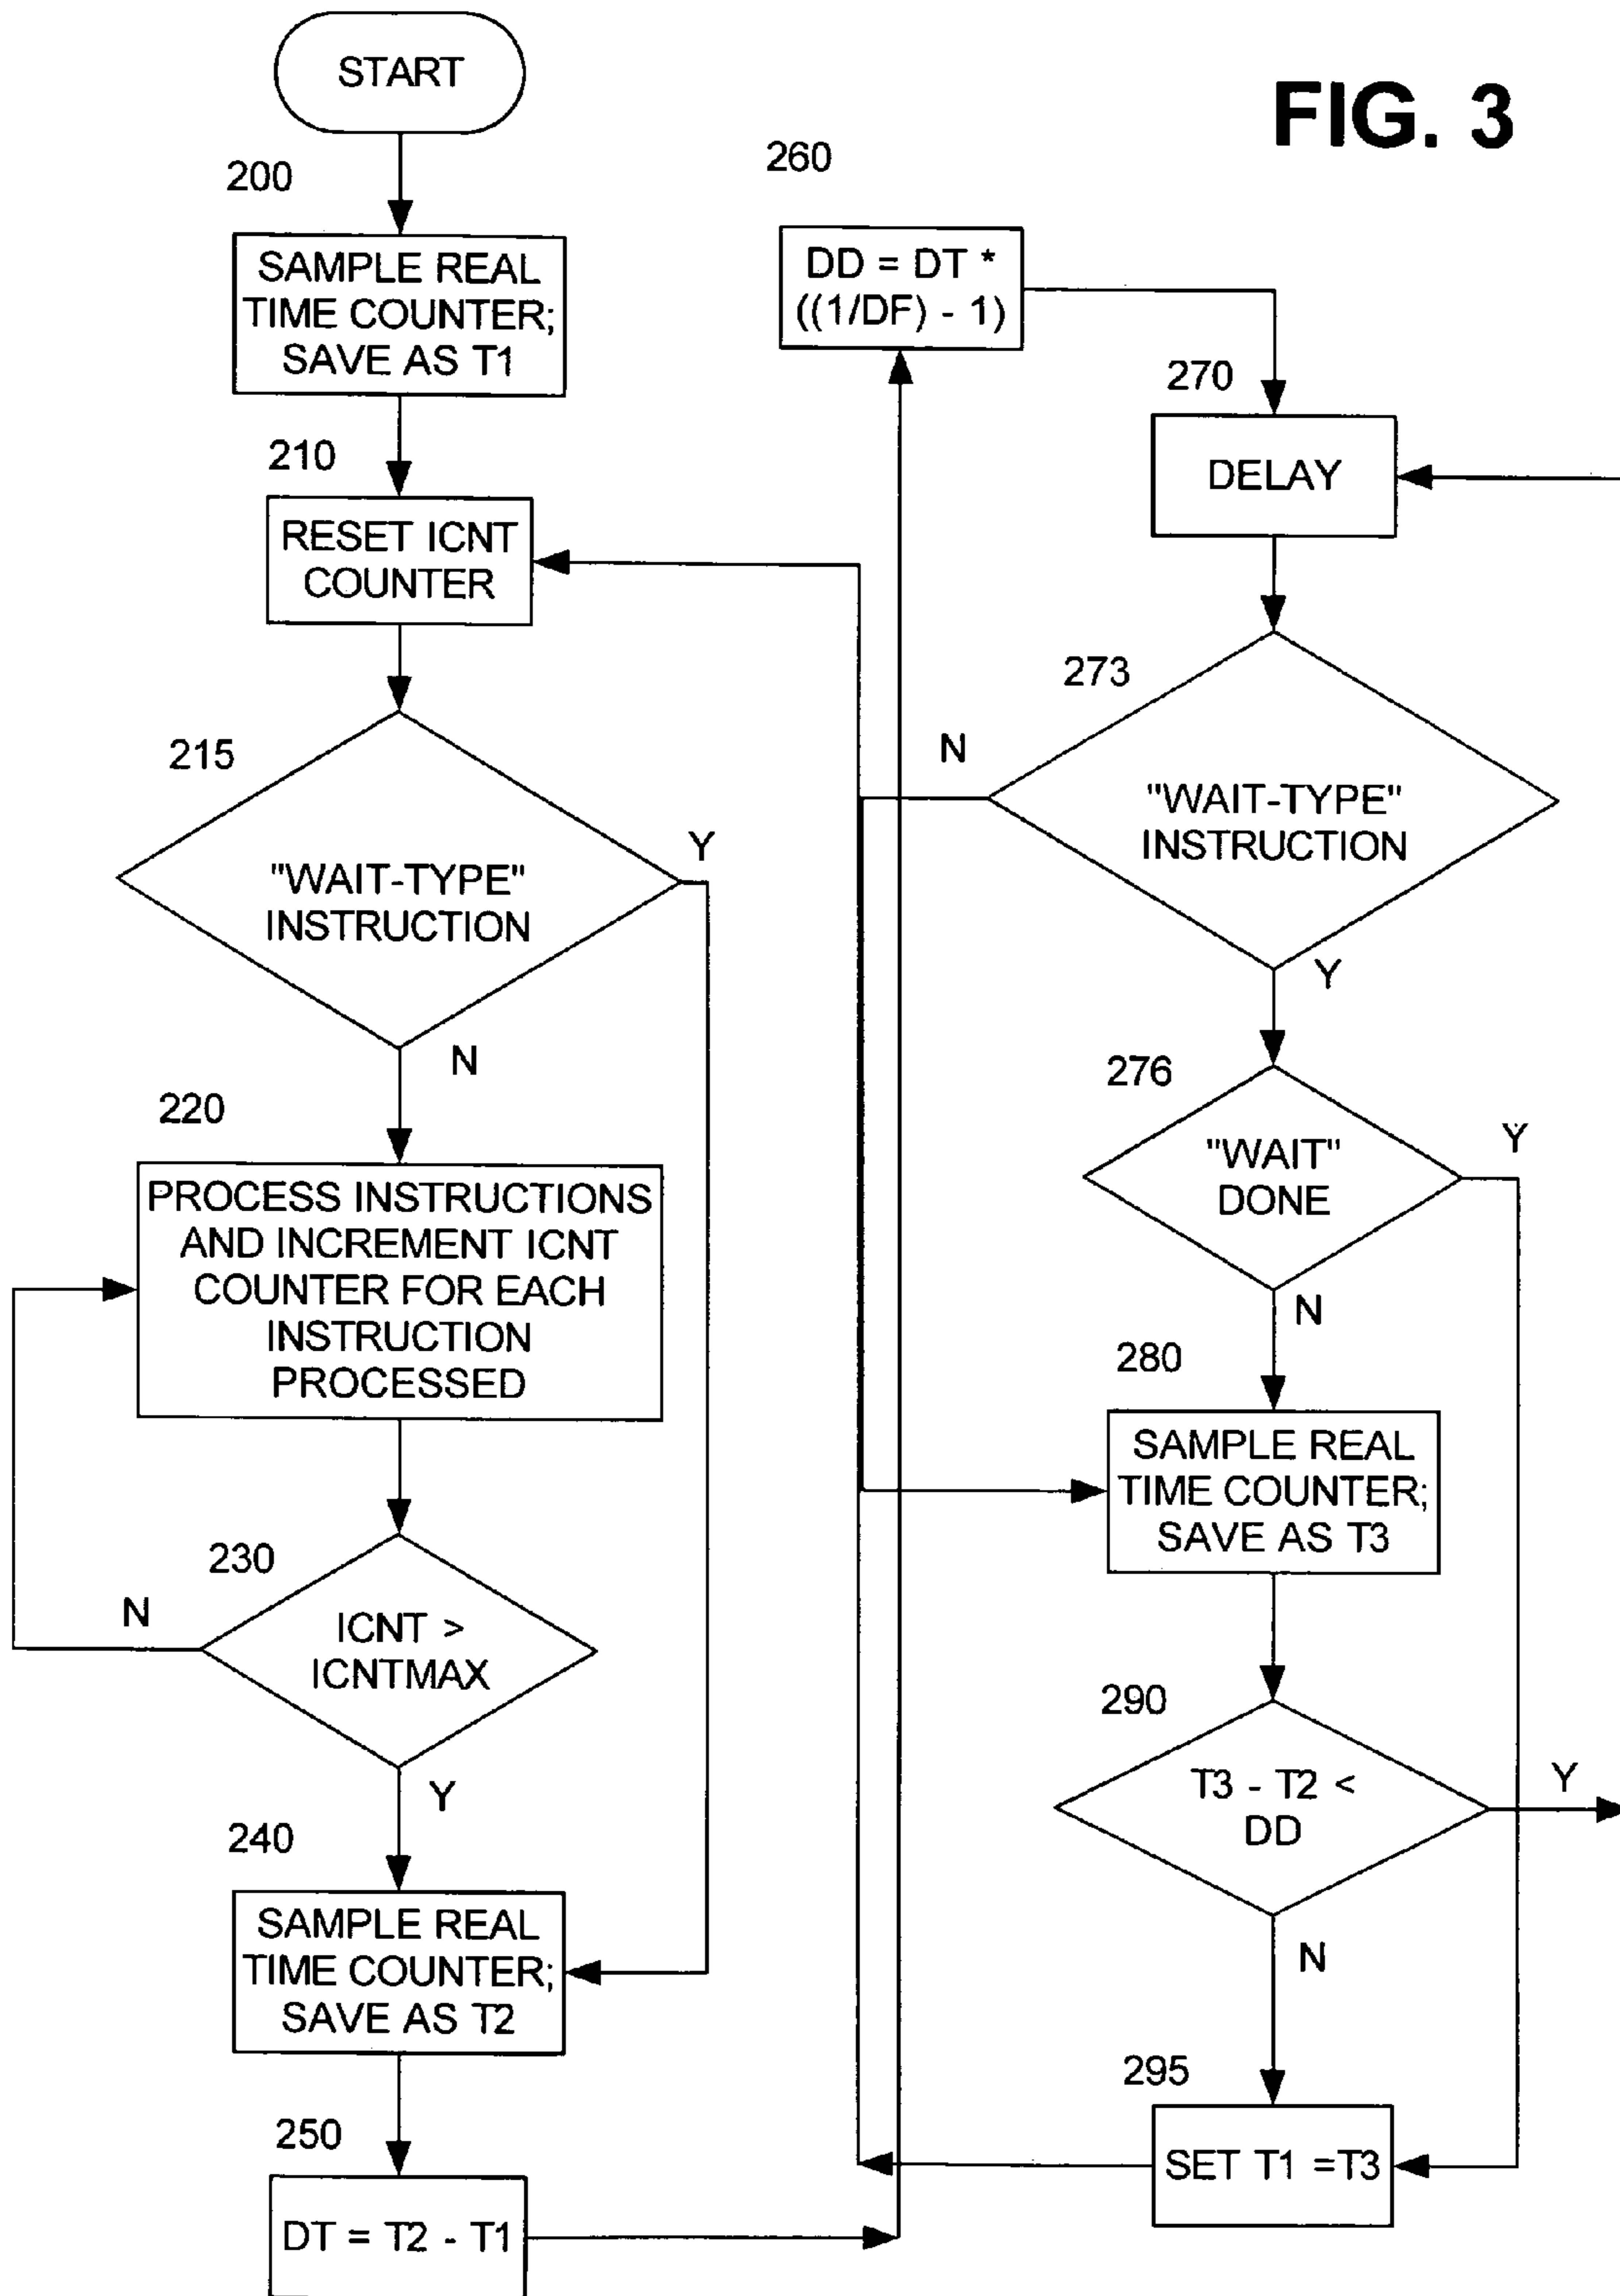 FIG. 3
START
200
SAMPLE REAL
TIME COUNTER;
SAVE AS T1
210
RESET ICNT
COUNTER
215
"WAIT-TYPE"
INSTRUCTION
Y
N
220
PROCESS INSTRUCTIONS
AND INCREMENT ICNT
COUNTER FOR EACH
INSTRUCTION
PROCESSED
230
ICNT >
ICNTMAX
N
Y
240
SAMPLE REAL
TIME COUNTER;
SAVE AS T2
250
DT = T2 - T1
260
DD = DT *
((1/DF) - 1)
270
DELAY
273
"WAIT-TYPE"
INSTRUCTION
N
Y
276
"WAIT"
DONE
Y
N
280
SAMPLE REAL
TIME COUNTER;
SAVE AS T3
290
T3 - T2 <
DD
Y
N
295
SET T1 =T3